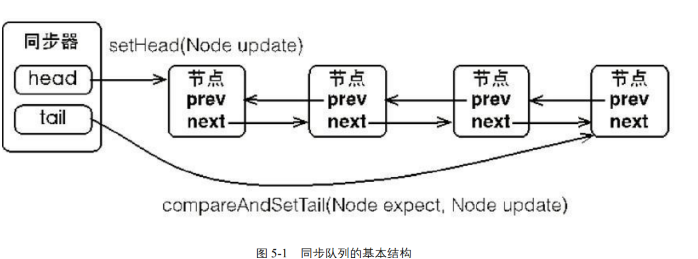 同步器
head
tail
setHead(Node update)
节点
prev
next
节点
prev
next
节点
prev
next
节点
prev
next
compareAndSetTail(Node expect, Node update)
图 5-1 同步队列的基本结构